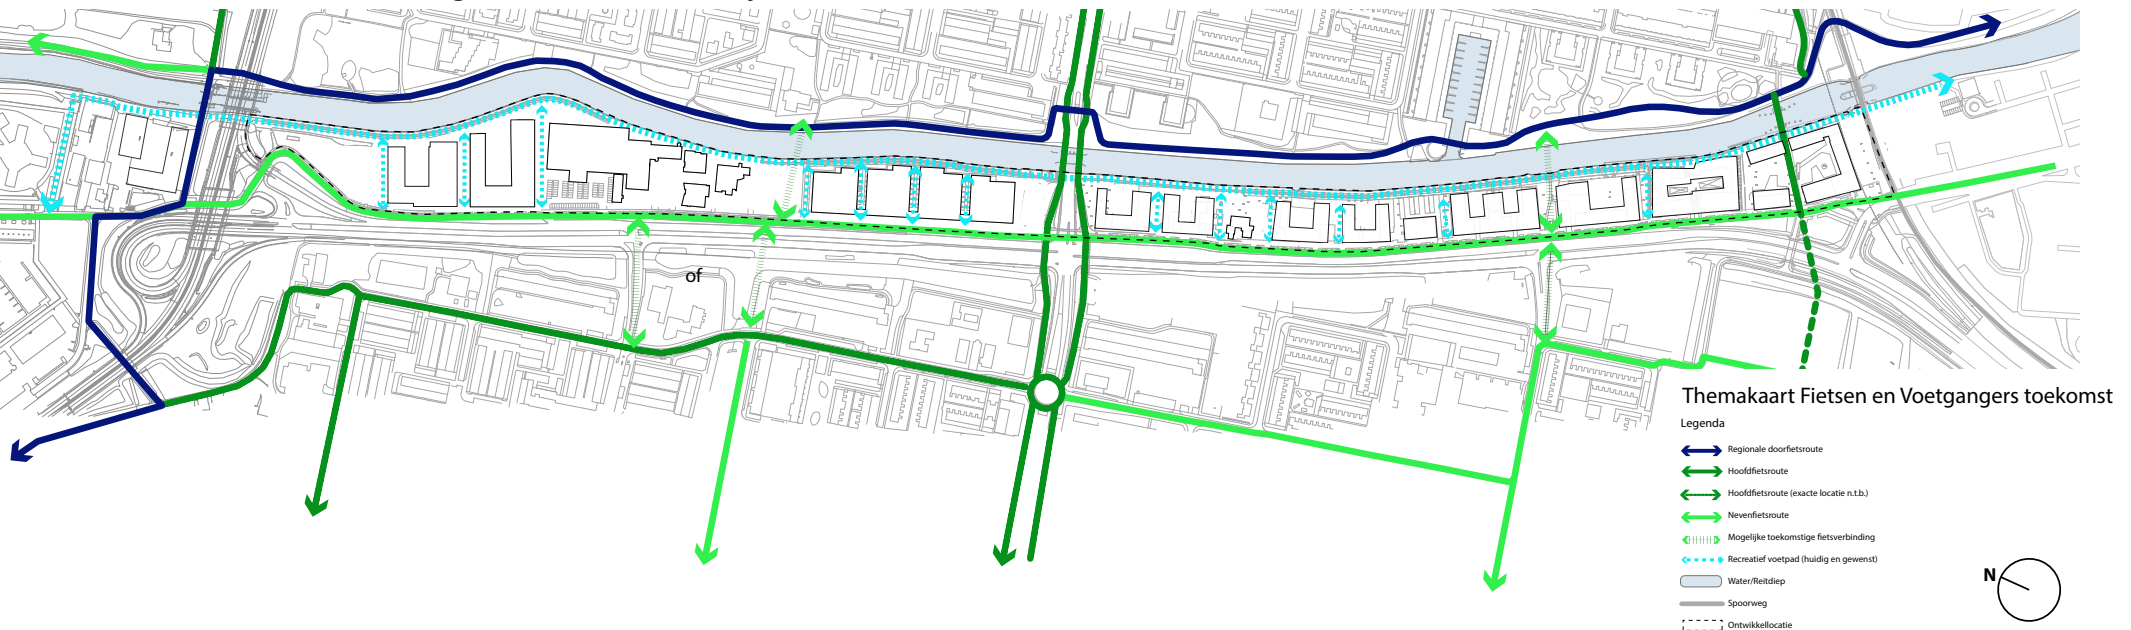 of
Themakaart Fietsen en Voetgangers toekomst
Legenda
Regionale doorfietsroute
Hoofdfietsroute
Hoofdfietsroute (exacte locatie n.t.b.)
Nevenfietsroute
Mogelijke toekomstige fietsverbinding
Recreatief voetpad (huidig en gewenst)
Water/Reitdiep
Spoorweg
Ontwikkellocatie
N